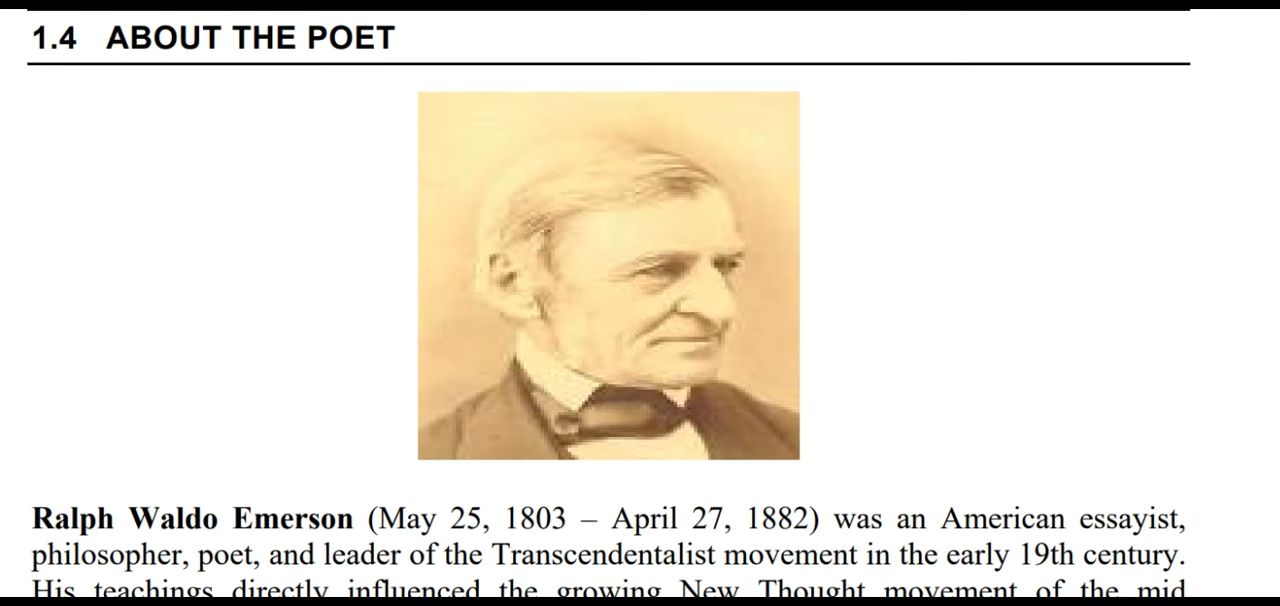 1.4 ABOUT THE POET
Ralph Waldo Emerson (May 25, 1803 – April 27, 1882) was an American essayist,
philosopher, poet, and leader of the Transcendentalist movement in the early 19th century.
His teachings directly influenced the growing New Thought movement of the mid